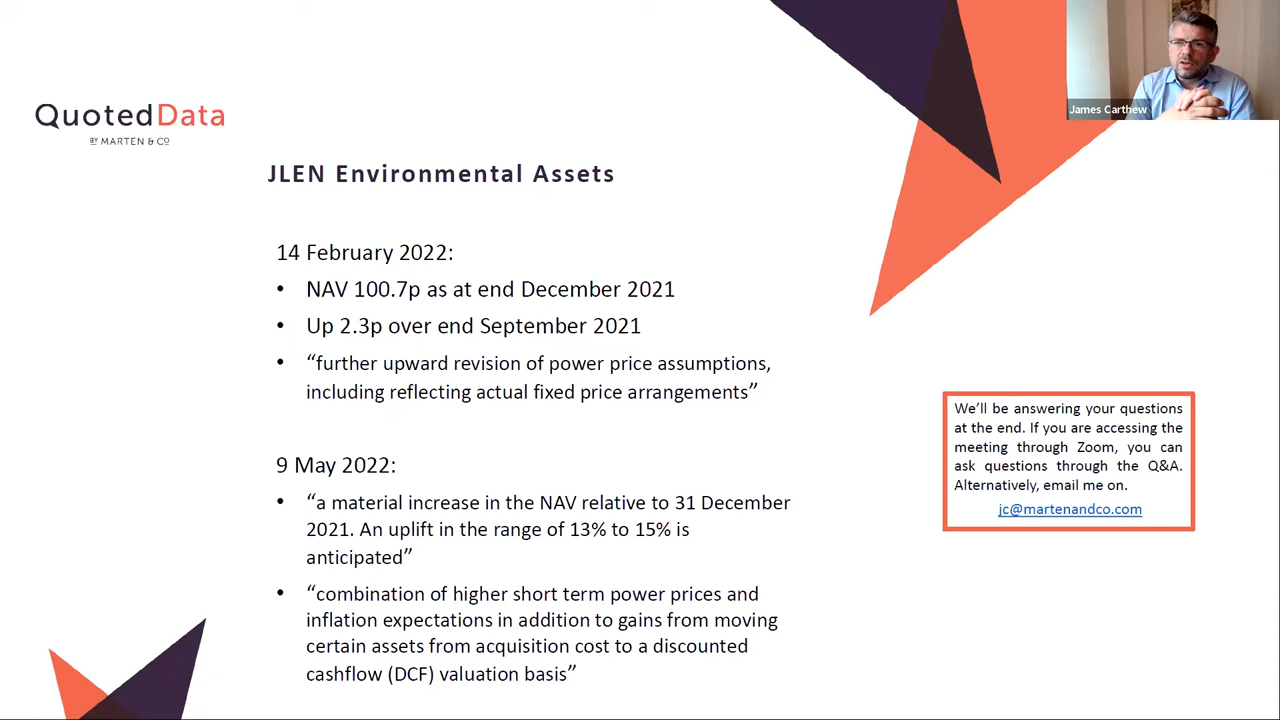 James Carthew
QuotedData
BY MARTEN & CO
JLEN Environmental Assets
14 February 2022:
• NAV 100.7p as at end December 2021
• Up 2.3p over end September 2021
• “further upward revision of power price assumptions,
including reflecting actual fixed price arrangements”
9 May 2022:
• “a material increase in the NAV relative to 31 December
2021. An uplift in the range of 13% to 15% is
anticipated”
• “combination of higher short term power prices and
inflation expectations in addition to gains from moving
certain assets from acquisition cost to a discounted
cashflow (DCF) valuation basis”
We’ll be answering your questions
at the end. If you are accessing the
meeting through Zoom, you can
ask questions through the Q&A.
Alternatively, email me on.
jc@martenandco.com